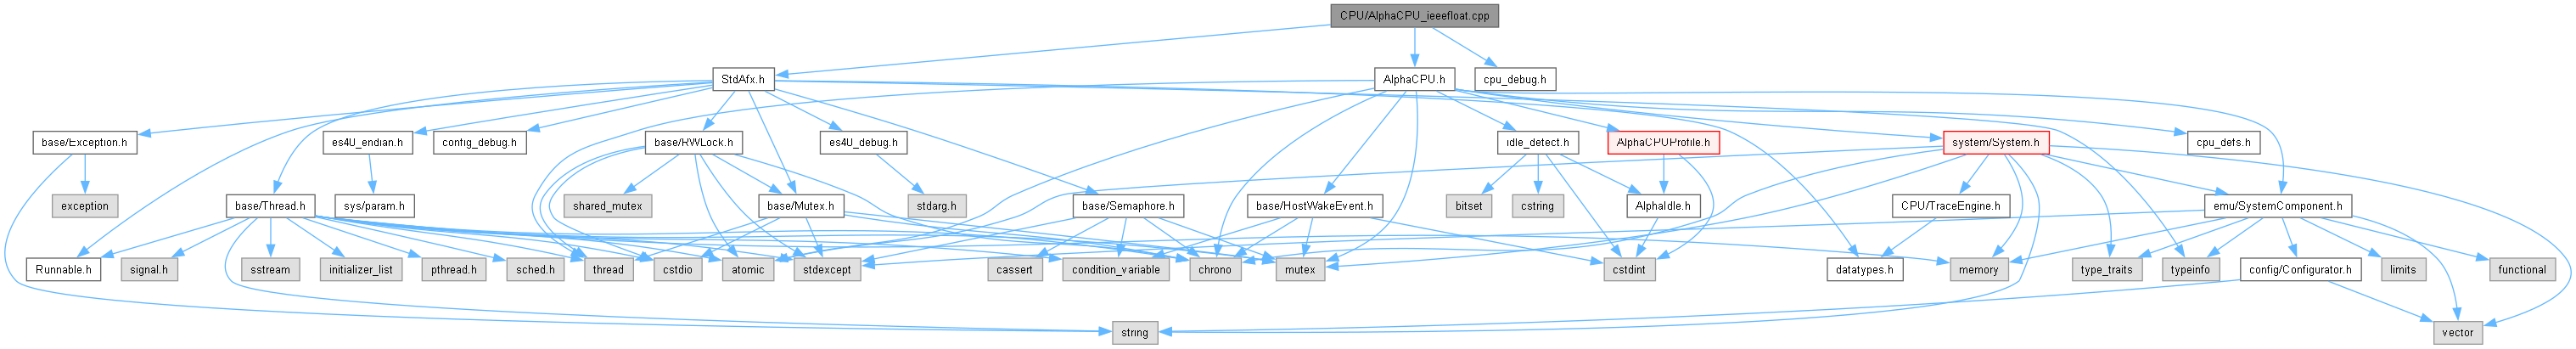 CPU/AlphaCPU_ieeefloat.cpp
StdAfx.h
AlphaCPU.h
cpu_debug.h
base/Exception.h
es4U_endian.h
config_debug.h
base/RWLock.h
es4U_debug.h
idle_detect.h
AlphaCPUProfile.h
system/System.h
cpu_defs.h
exception
base/Thread.h
sys/param.h
shared_mutex
base/Mutex.h
stdarg.h
base/Semaphore.h
base/HostWakeEvent.h
bitset
cstring
AlphaIdle.h
CPU/TraceEngine.h
emu/SystemComponent.h
Runnable.h
signal.h
sstream
initializer_list
pthread.h
sched.h
thread
cstdio
atomic
stdexcept
cassert
condition_variable
chrono
mutex
cstdint
datatypes.h
memory
type_traits
typeinfo
config/Configurator.h
limits
functional
string
vector